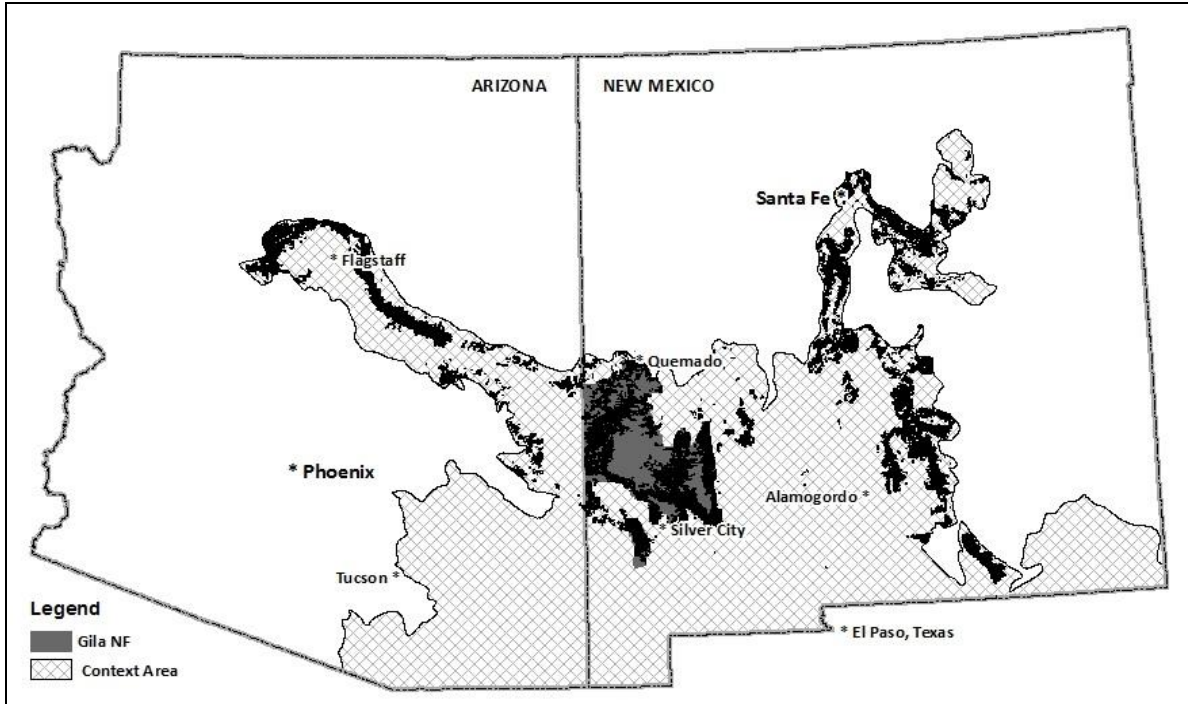 ARIZONA
NEW MEXICO
Santa Fe *
* Flagstaff
* Quemado
* Phoenix
Alamogordo *
* Silver City
Tucson *
Legend
Gila NF
Context Area
* El Paso, Texas